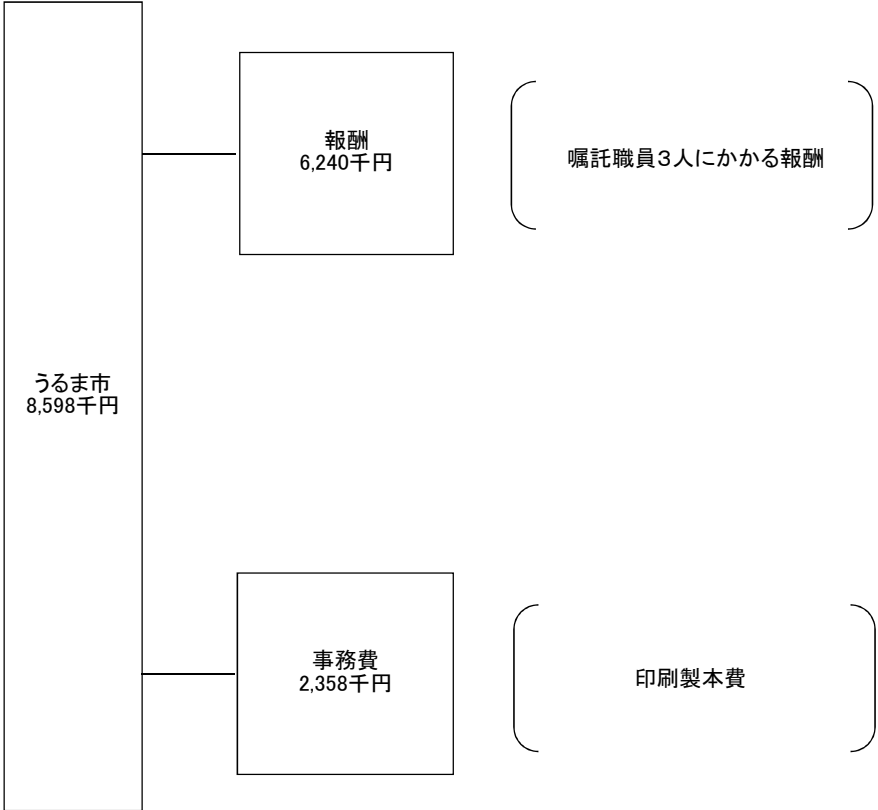 報酬
6,240千円
嘱託職員３人にかかる報酬
うるま市
8,598千円
事務費
2,358千円
印刷製本費